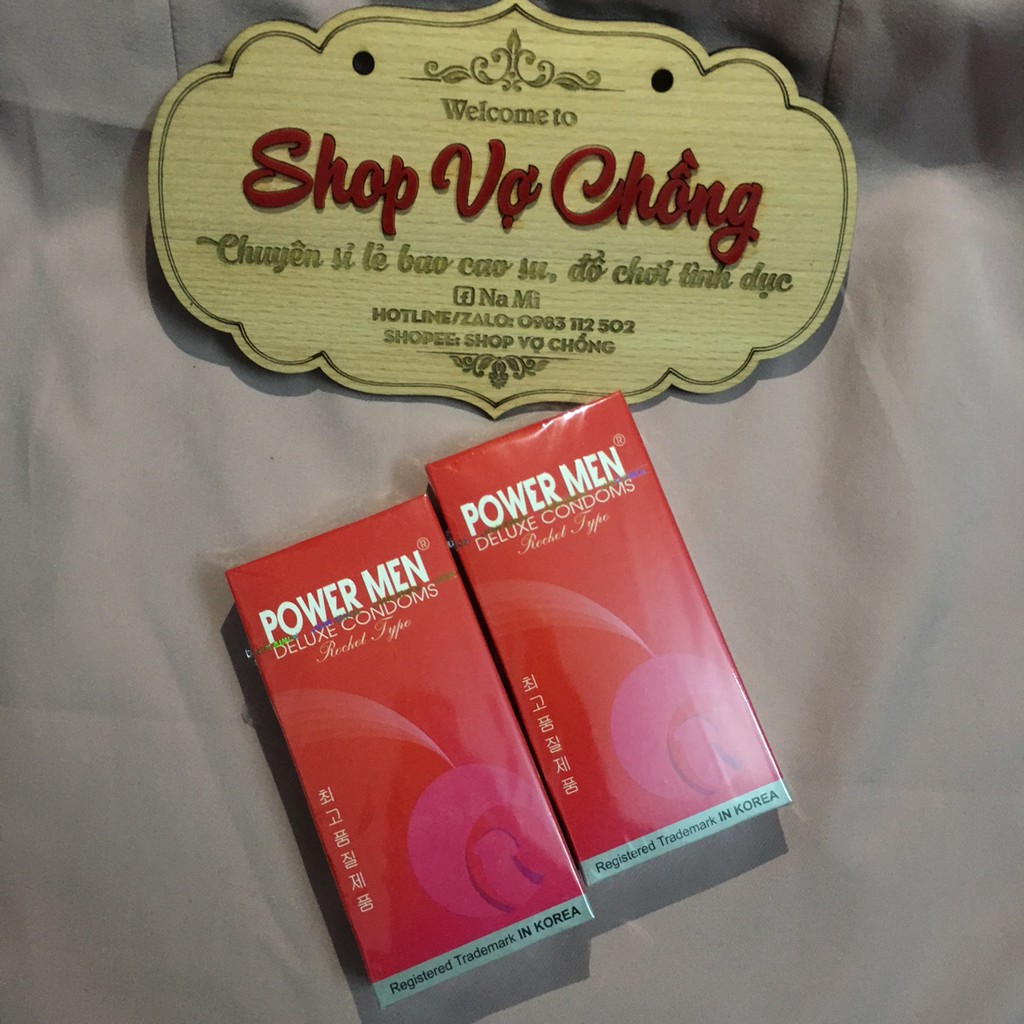 Welcome to
Shop Vợ Chồng
Chuyên sỉ lẻ bao cao su, đồ chơi tình dục
Na Mi
HOTLINE/ZALO: 0983 112 502
SHOPEE: SHOP VỢ CHỒNG
POWER MEN®
DELUXE CONDOMS
Rocket Type
최고품질제품
Registered Trademark IN KOREA
POWER MEN®
DELUXE CONDOMS
Rocket Type
최고품질제품
Registered Trademark IN KOREA